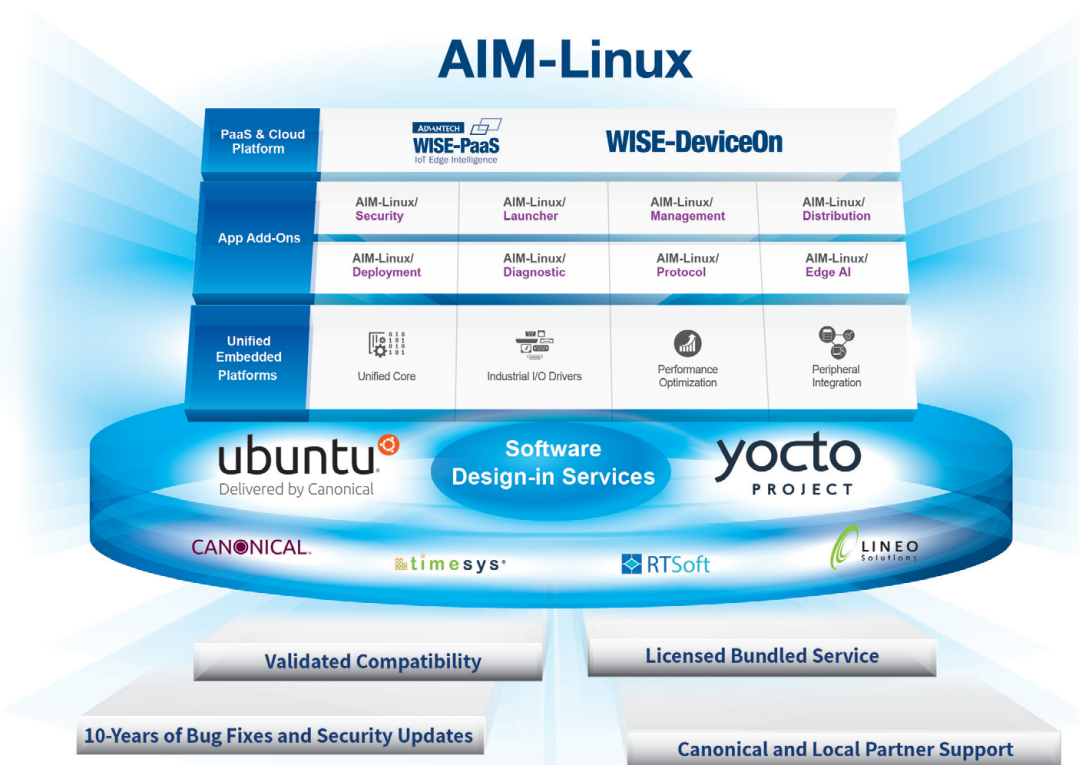 AIM-Linux
PaaS & Cloud
Platform
ADVANTECH
WISE-PaaS
IoT Edge Intelligence
WISE-DeviceOn
App Add-Ons
AIM-Linux/
Security
AIM-Linux/
Launcher
AIM-Linux/
Management
AIM-Linux/
Distribution
AIM-Linux/
Deployment
AIM-Linux/
Diagnostic
AIM-Linux/
Protocol
AIM-Linux/
Edge AI
Unified
Embedded
Platforms
010
101
010
101
Unified Core
Industrial I/O Drivers
Performance
Optimization
Peripheral
Integration
ubuntu
Delivered by Canonical
Software
Design-in Services
yocto
PROJECT
CANONICAL
timesys
RTSoft
LINEO
Solutions
Validated Compatibility
Licensed Bundled Service
10-Years of Bug Fixes and Security Updates
Canonical and Local Partner Support